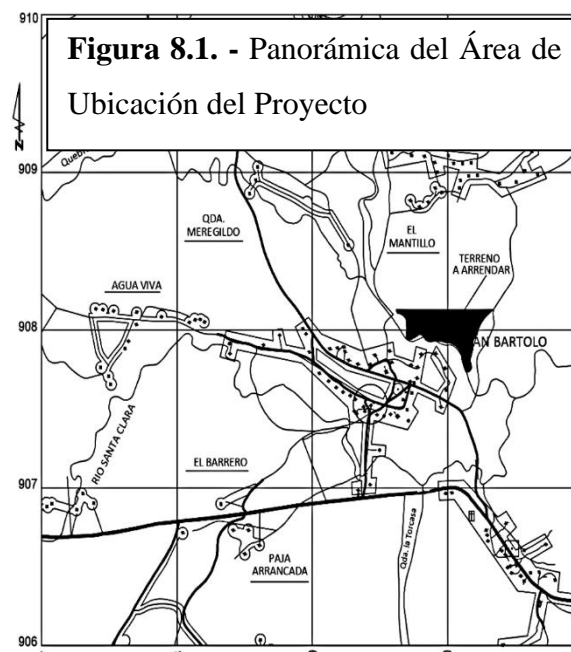 910
Figura 8.1. - Panorámica del Área de
Ubicación del Proyecto
N
909
QDA.
MEREGILDO
EL
MANTILLO
TERRENO
A ARRENDAR
AGUA VIVA
908
AN BARTOLO
RIO SANTA CLARA
EL BARRERO
907
Qda. la Torcasa
PAJA
ARRANCADA
906